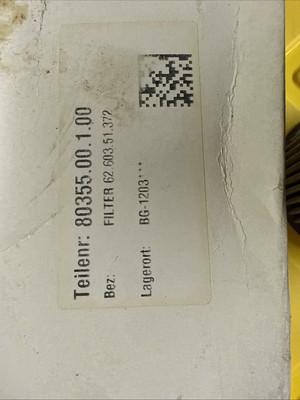 Teilenr: 80355.00.1.00
Bez: FILTER 62.603.51.372
Lagerort: BG-1203***